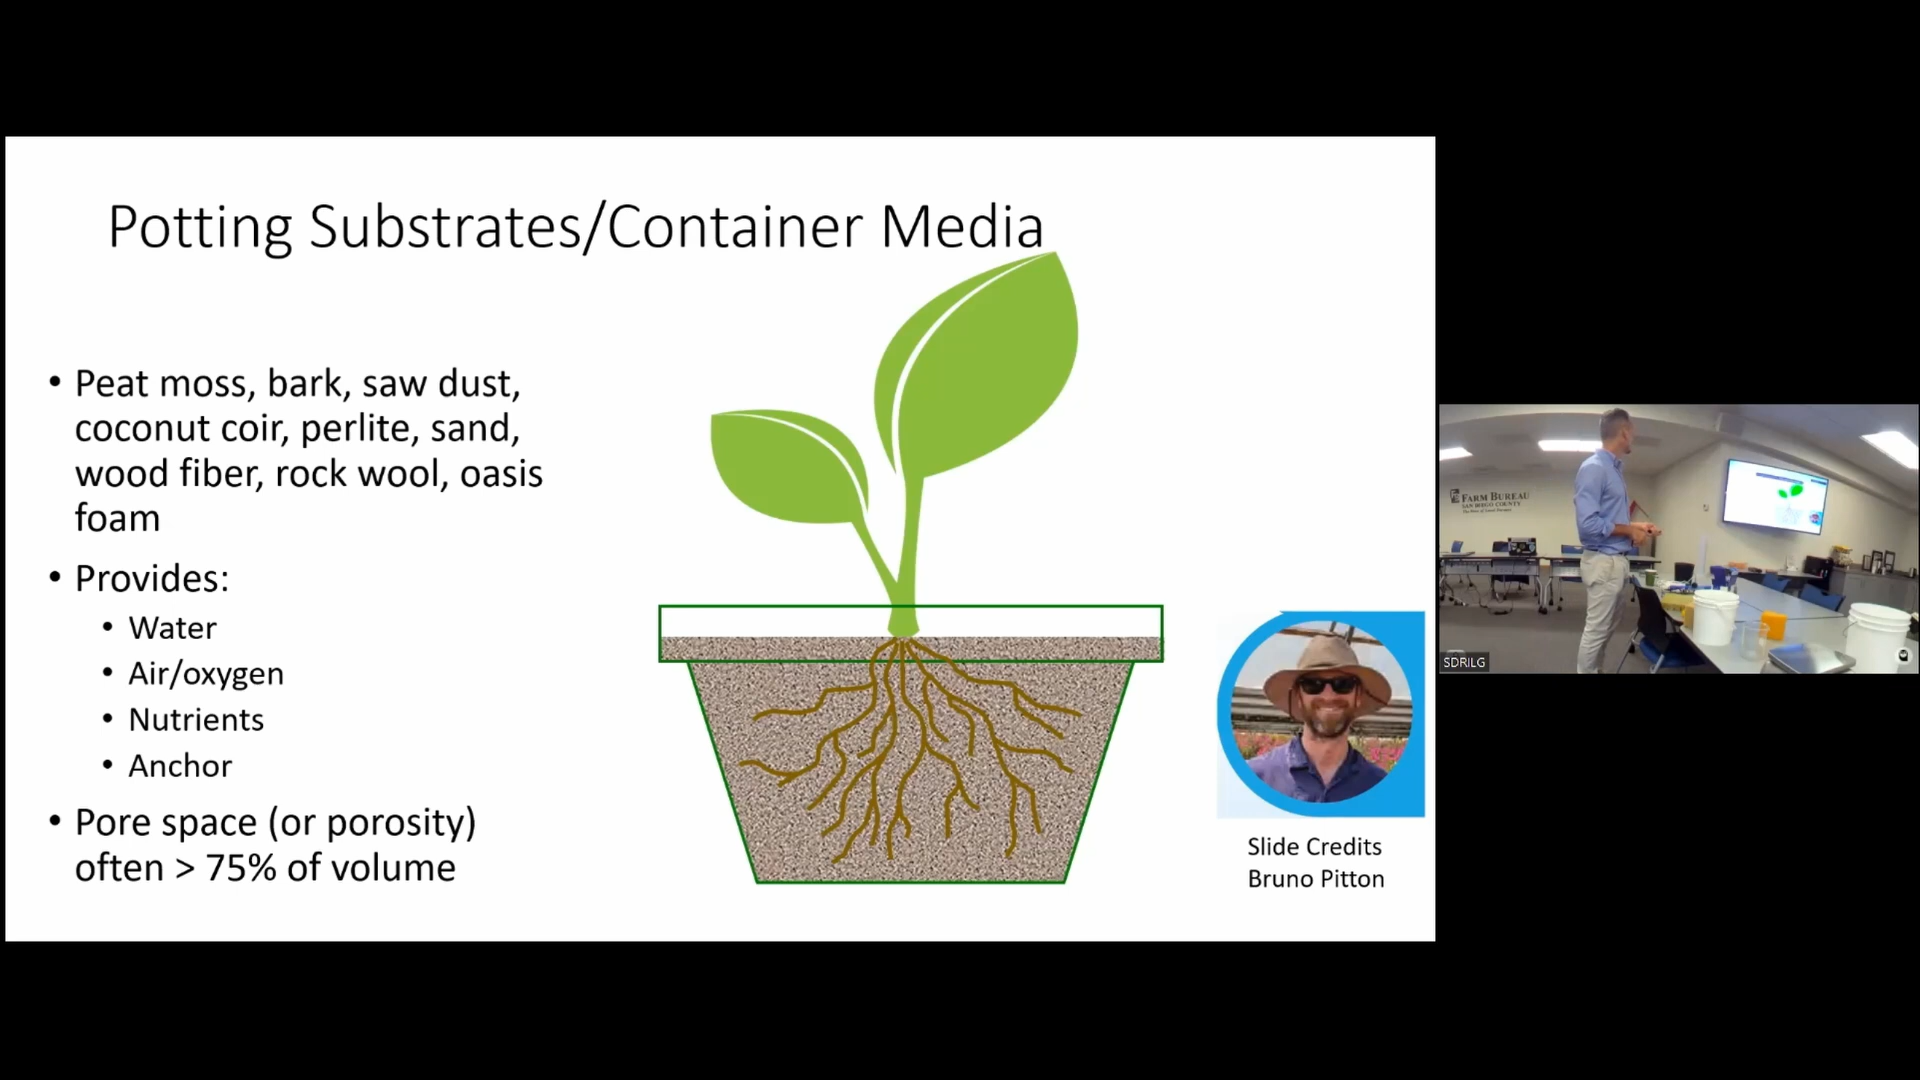 Potting Substrates/Container Media
• Peat moss, bark, saw dust,
coconut coir, perlite, sand,
wood fiber, rock wool, oasis
foam
• Provides:
• Water
• Air/oxygen
• Nutrients
• Anchor
• Pore space (or porosity)
often > 75% of volume
Slide Credits
Bruno Pitton
FARM BUREAU
SAN DIEGO COUNTY
SDRILG